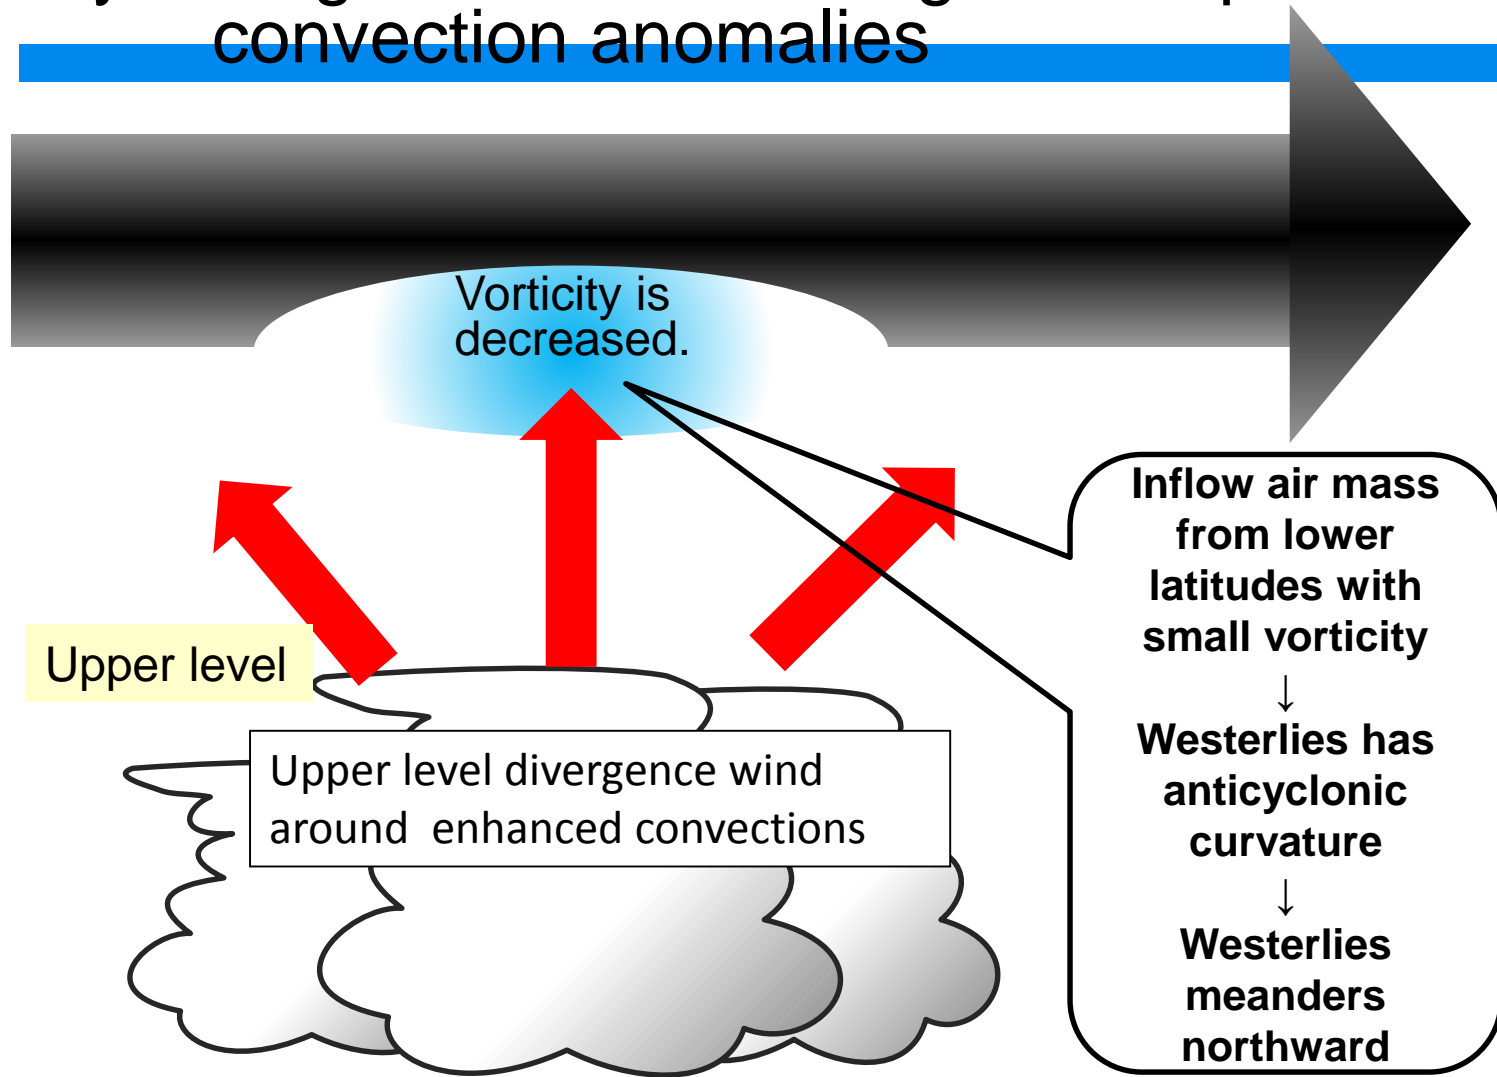 convection anomalies
Vorticity is
decreased.
Inflow air mass
from lower
latitudes with
small vorticity
↓
Westerlies has
anticyclonic
curvature
↓
Westerlies
meanders
northward
Upper level
Upper level divergence wind
around  enhanced convections